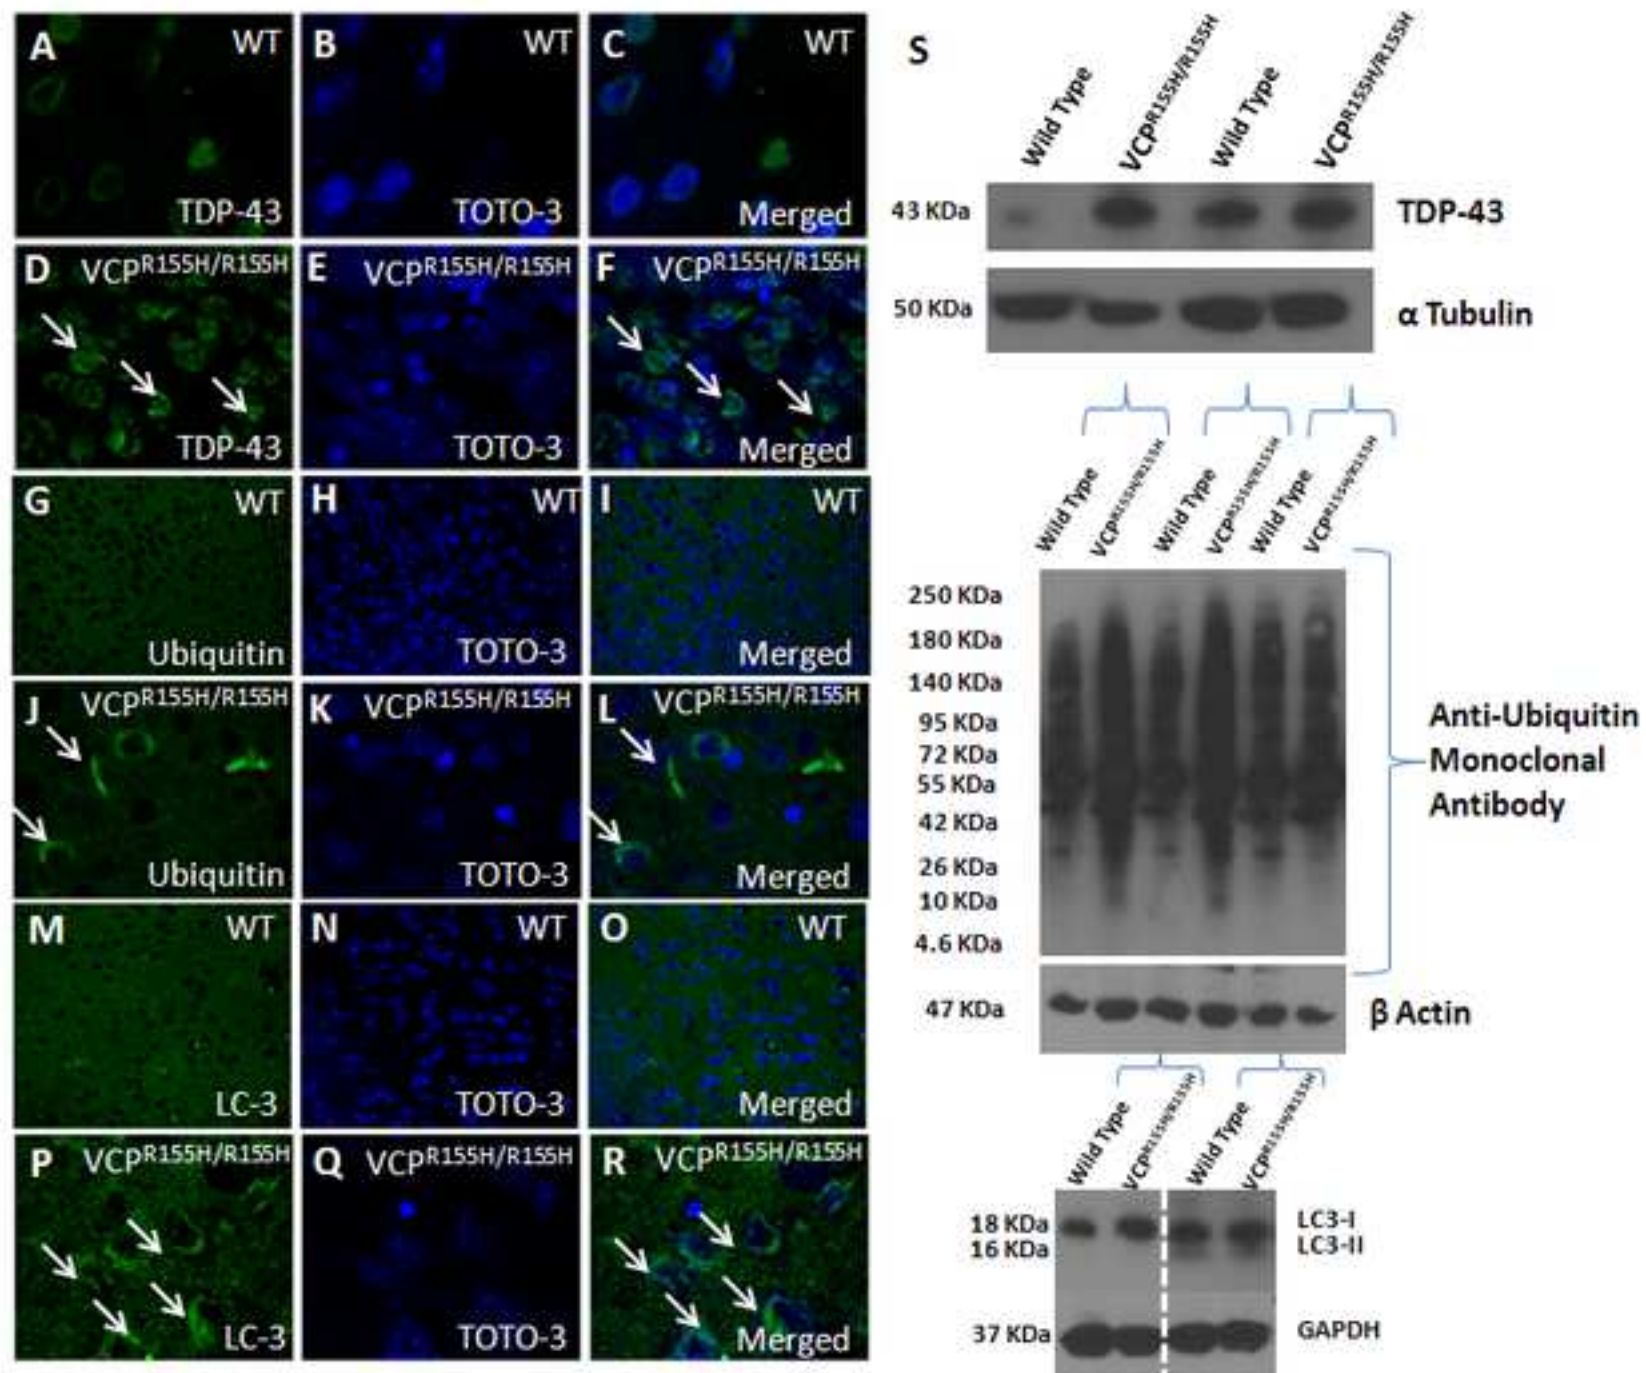 A WT
TDP-43
B WT
TOTO-3
C WT
Merged
D VCPR155H/R155H
TDP-43
E VCPR155H/R155H
TOTO-3
F VCPR155H/R155H
Merged
G WT
Ubiquitin
H WT
TOTO-3
I WT
Merged
J VCPR155H/R155H
Ubiquitin
K VCPR155H/R155H
TOTO-3
L VCPR155H/R155H
Merged
M WT
LC-3
N WT
TOTO-3
O WT
Merged
P VCPR155H/R155H
LC-3
Q VCPR155H/R155H
TOTO-3
R VCPR155H/R155H
Merged
S
Wild Type
VCPR155H/R155H
Wild Type
VCPR155H/R155H
43 KDa
TDP-43
50 KDa
α Tubulin
Wild Type
VCPR155H/R155H
Wild Type
VCPR155H/R155H
Wild Type
VCPR155H/R155H
250 KDa
180 KDa
140 KDa
95 KDa
72 KDa
55 KDa
42 KDa
26 KDa
10 KDa
4.6 KDa
Anti-Ubiquitin
Monoclonal
Antibody
47 KDa
β Actin
Wild Type
VCPR155H/R155H
Wild Type
VCPR155H/R155H
18 KDa
16 KDa
LC3-I
LC3-II
37 KDa
GAPDH